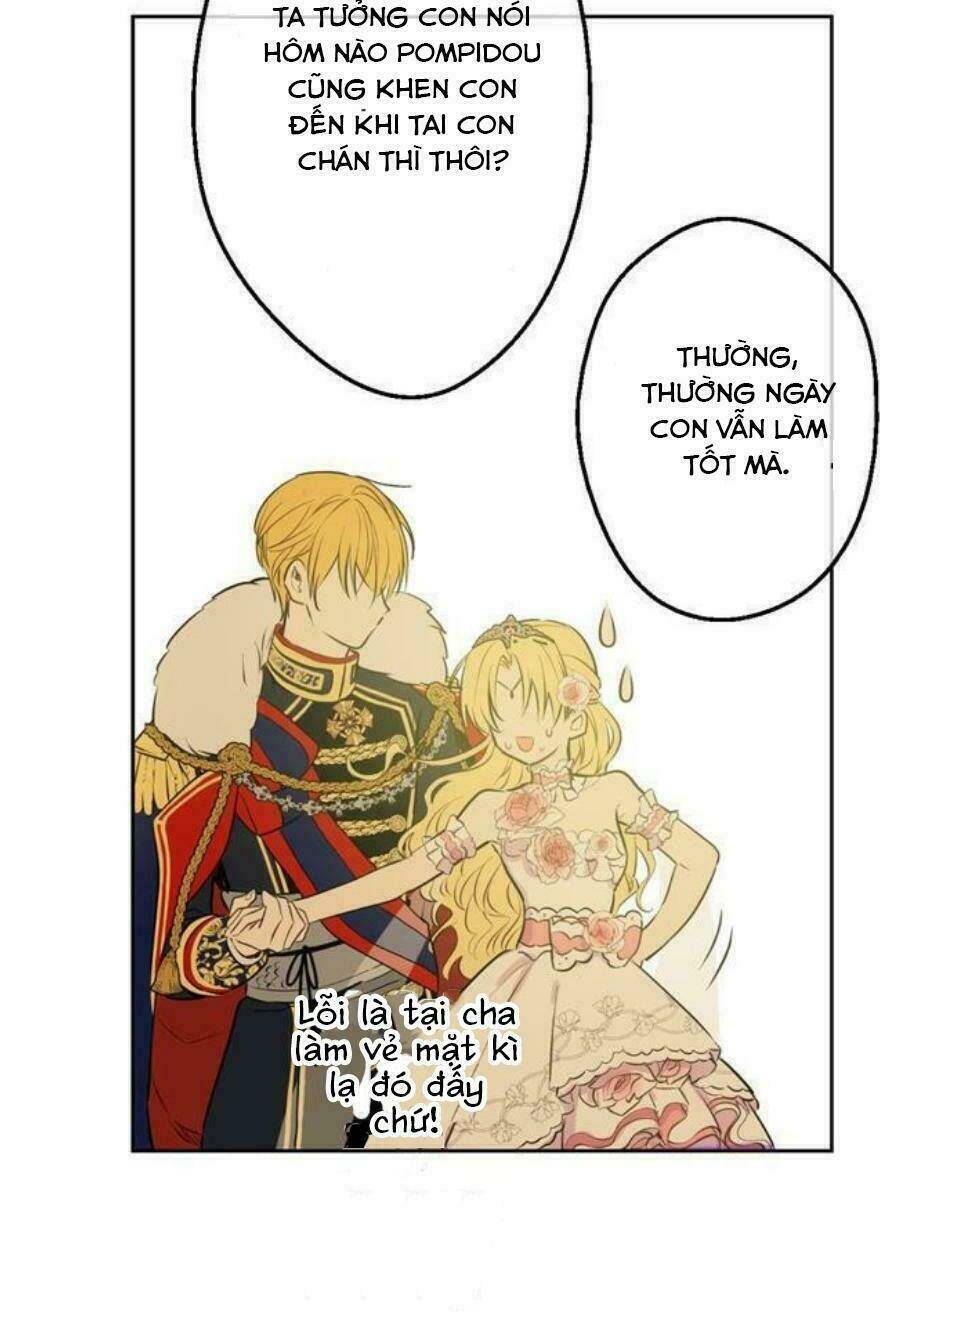 TA TƯỞNG CON NÓI
HÔM NÀO POMPIDOU
CŨNG KHEN CON
ĐẾN KHI TAI CON
CHÁN THÌ THÔI?
THƯỜNG,
THƯỜNG NGÀY
CON VẪN LÀM
TỐT MÀ.
Lỗi là tại cha
làm vẻ mặt kì
lạ đó đấy
chứ!